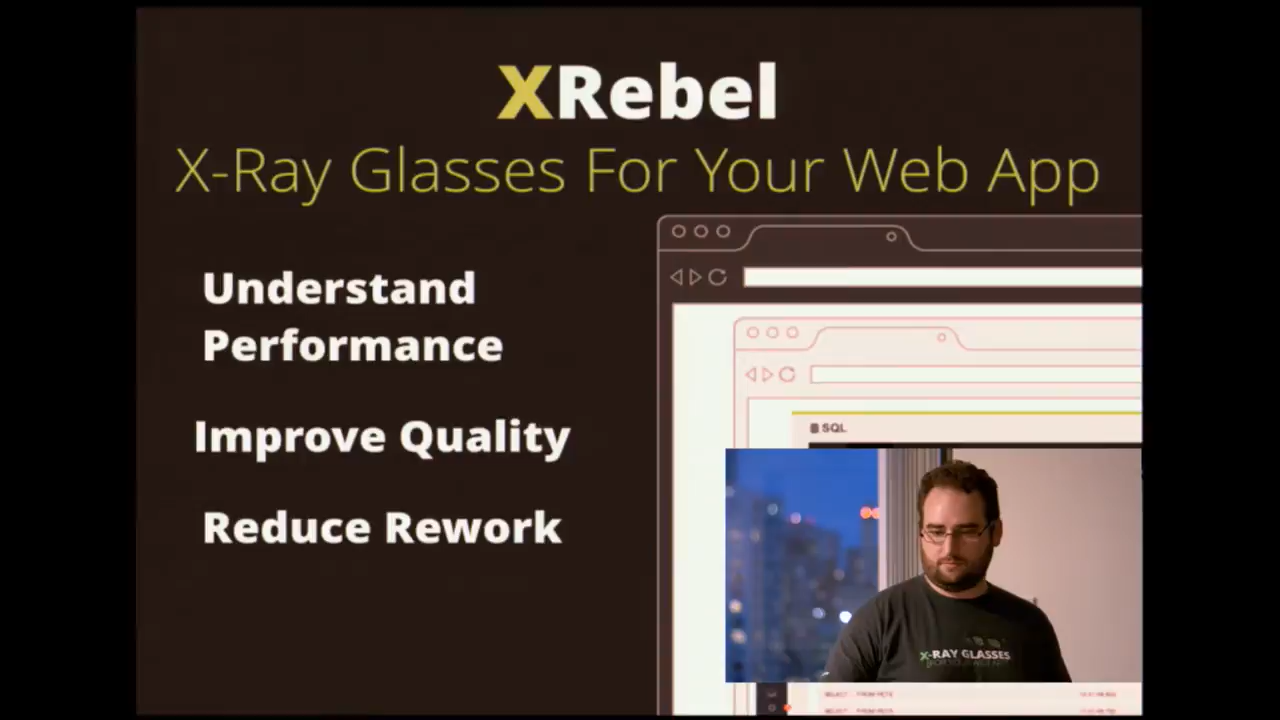 XRebel
X-Ray Glasses For Your Web App
Understand
Performance
Improve Quality
Reduce Rework
SQL
X-RAY GLASSES